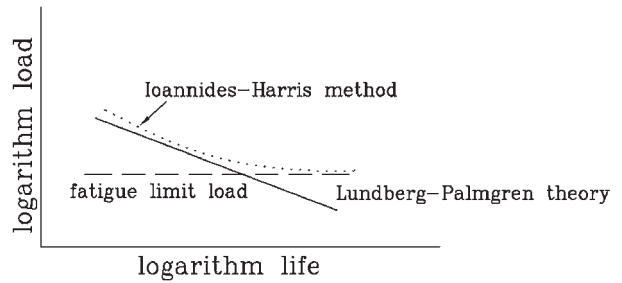 logarithm load
Ioannides-Harris method
fatigue limit load
Lundberg-Palmgren theory
logarithm life